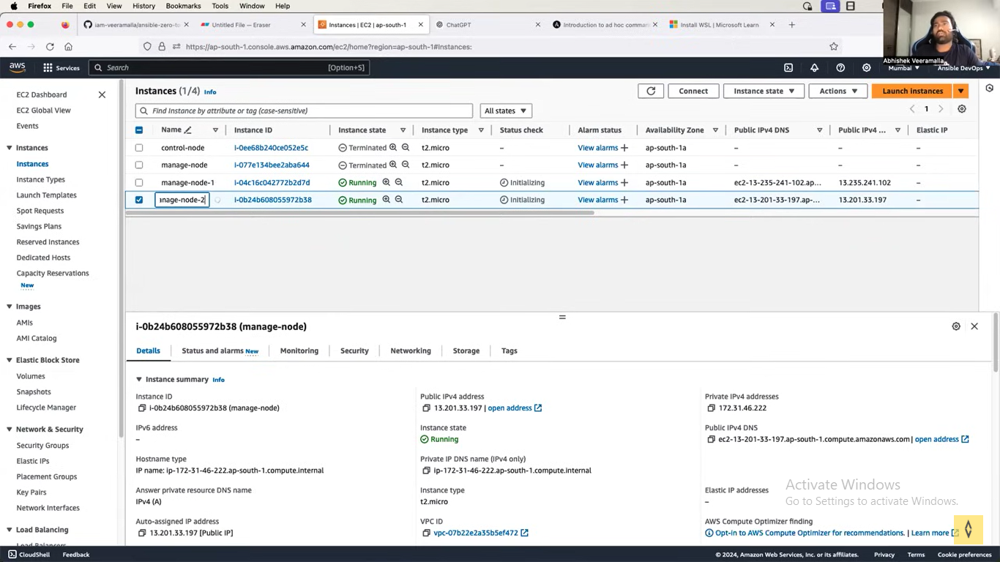 Firefox File Edit View History Bookmarks Tools Window Help
iam-veeramalla/ansible-zero-to Untitled File — Eraser Instances | EC2 | ap-south-1 ChatGPT Introduction to ad hoc comman Install WSL | Microsoft Learn
https://ap-south-1.console.aws.amazon.com/ec2/home?region=ap-south-1#Instances:
Abhishek Veeramalla
aws Services Search [Option+S] Mumbai Ansible DevOps
EC2 Dashboard
EC2 Global View
Events
Instances
Instances
Instance Types
Launch Templates
Spot Requests
Savings Plans
Reserved Instances
Dedicated Hosts
Capacity Reservations
New
Images
AMIs
AMI Catalog
Elastic Block Store
Volumes
Snapshots
Lifecycle Manager
Network & Security
Security Groups
Elastic IPs
Placement Groups
Key Pairs
Network Interfaces
Load Balancing
Load Balancers
Instances (1/4) Info Connect Instance state Actions Launch instances
Find Instance by attribute or tag (case-sensitive) All states 1
Name Instance ID Instance state Instance type Status check Alarm status Availability Zone Public IPv4 DNS Public IPv4 ... Elastic IP
control-node i-0ee68b240ce052e5c Terminated t2.micro – View alarms + ap-south-1a – – –
manage-node i-077e134bee2aba644 Terminated t2.micro – View alarms + ap-south-1a – – –
manage-node-1 i-04c16c042772b2d7d Running t2.micro Initializing View alarms + ap-south-1a ec2-13-235-241-102.ap... 13.235.241.102 –
nage-node-2 i-0b24b608055972b38 Running t2.micro Initializing View alarms + ap-south-1a ec2-13-201-33-197.ap-... 13.201.33.197 –
i-0b24b608055972b38 (manage-node)
Details Status and alarms New Monitoring Security Networking Storage Tags
Instance summary Info
Instance ID
i-0b24b608055972b38 (manage-node)
Public IPv4 address
13.201.33.197 | open address
Private IPv4 addresses
172.31.46.222
IPv6 address
–
Instance state
Running
Public IPv4 DNS
ec2-13-201-33-197.ap-south-1.compute.amazonaws.com | open address
Hostname type
IP name: ip-172-31-46-222.ap-south-1.compute.internal
Private IP DNS name (IPv4 only)
ip-172-31-46-222.ap-south-1.compute.internal
Answer private resource DNS name
IPv4 (A)
Instance type
t2.micro
Elastic IP addresses
–
Auto-assigned IP address
13.201.33.197 [Public IP]
VPC ID
vpc-07b22e2a35b5ef472
AWS Compute Optimizer finding
Opt-in to AWS Compute Optimizer for recommendations. | Learn more
Activate Windows
Go to Settings to activate Windows.
CloudShell Feedback © 2024, Amazon Web Services, Inc. or its affiliates. Privacy Terms Cookie preferences